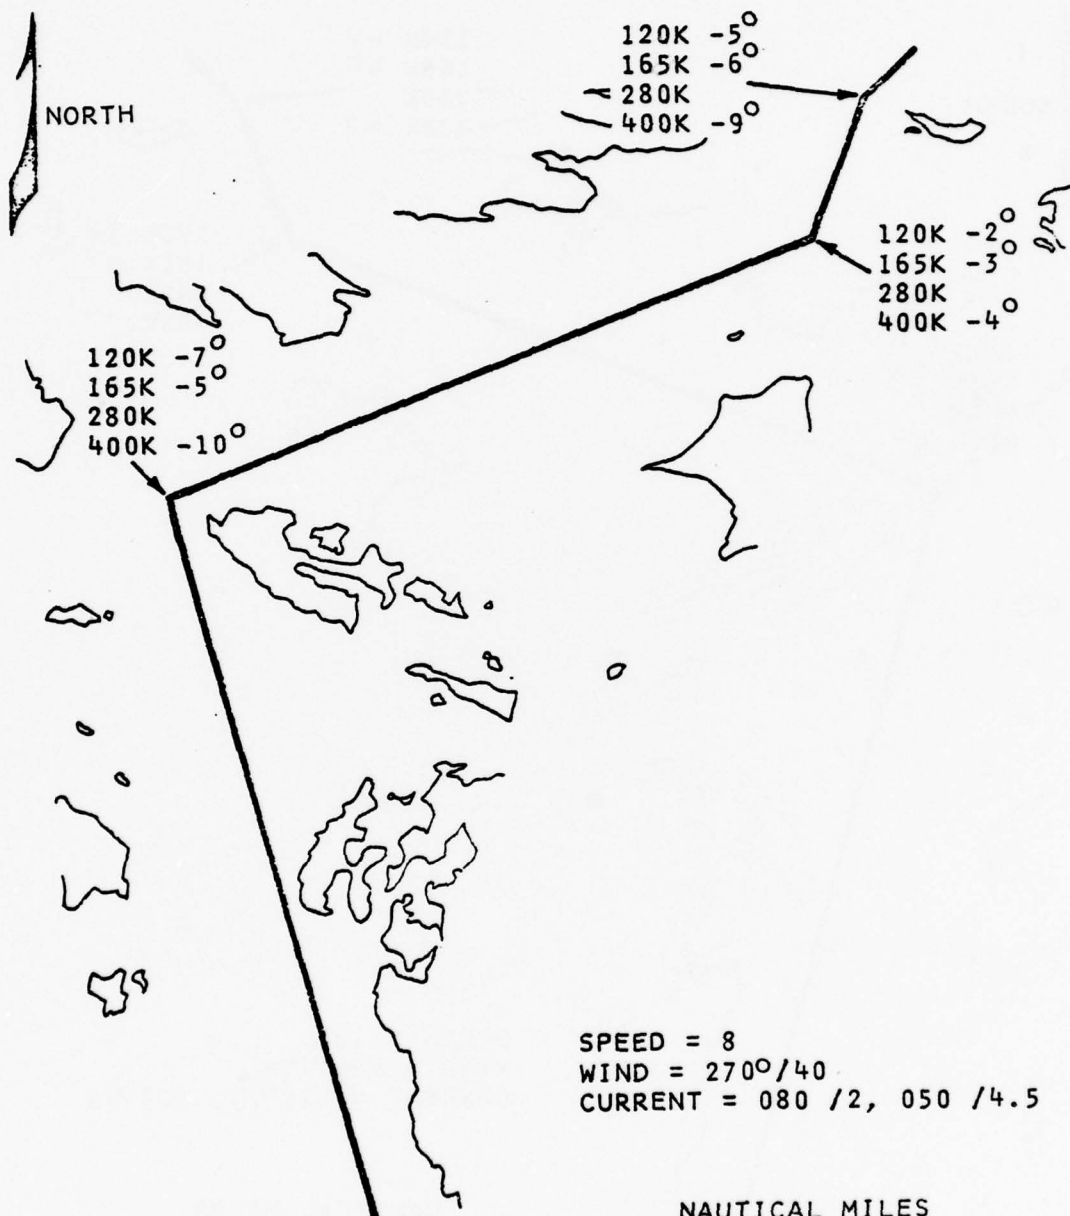 120K -5°
165K -6°
280K
400K -9°
NORTH
120K -2°
165K -3°
280K
400K -4°
120K -7°
165K -5°
280K
400K -10°
SPEED = 8
WIND = 270°/40
CURRENT = 080 /2, 050 /4.5
NAUTICAL MILES